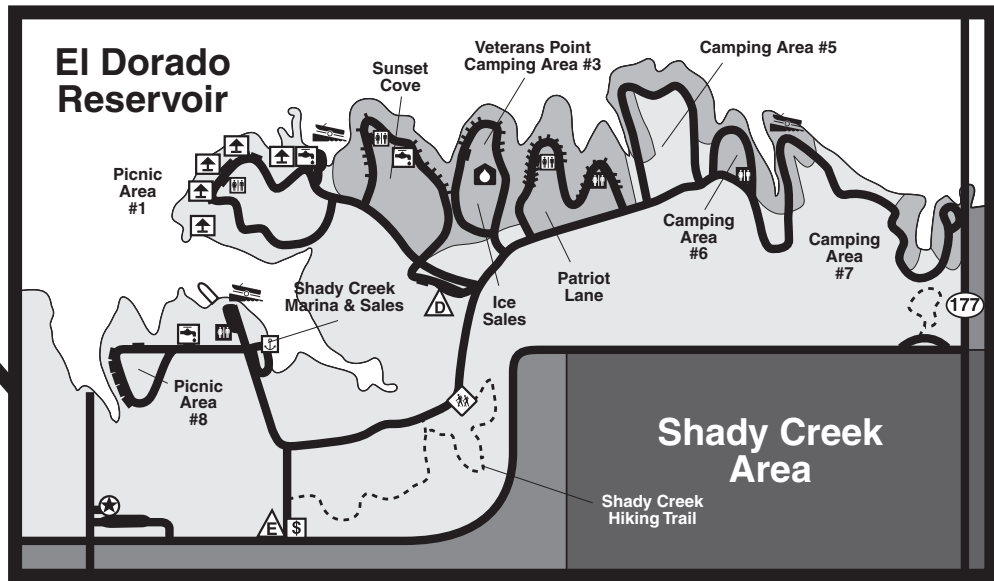 El Dorado
Reservoir
Sunset
Cove
Veterans Point
Camping Area #3
Camping Area #5
Picnic
Area
#1
Camping
Area
#6
Camping
Area
#7
Patriot
Lane
Ice
Sales
Shady Creek
Marina & Sales
D
177
Picnic
Area
#8
Shady Creek
Area
Shady Creek
Hiking Trail
E
$